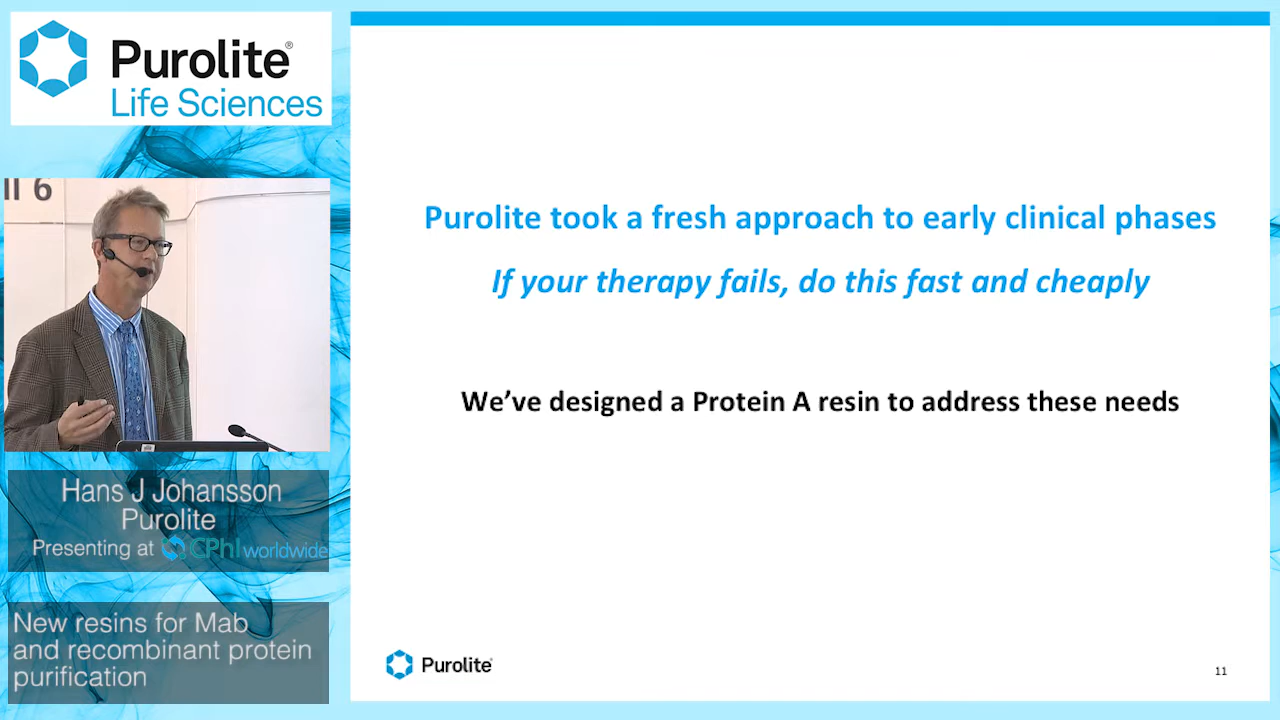 Purolite®
Life Sciences
ll 6
Hans J Johansson
Purolite
Presenting at CPhI worldwide
New resins for Mab
and recombinant protein
purification
Purolite took a fresh approach to early clinical phases
If your therapy fails, do this fast and cheaply
We’ve designed a Protein A resin to address these needs
Purolite®
11